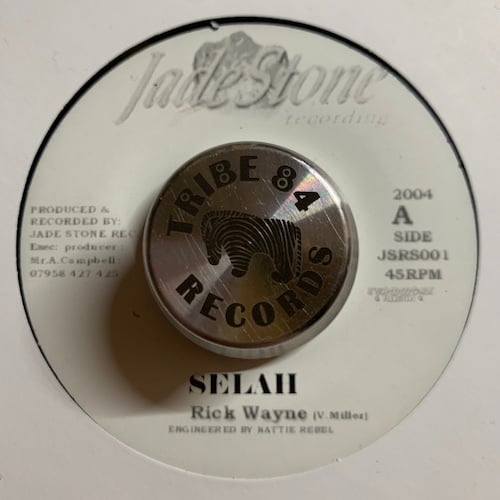 Jade Stone
recording
TRIBE 84
RECORDS
PRODUCED &
RECORDED BY:
JADE STONE REC.
Exec: producer:
Mr.A.Campbell
07958 427 425
2004
A
SIDE
JSRS001
45RPM
SELAH
Rick Wayne (V.Miller)
ENGINEERED BY NATTIE REBEL